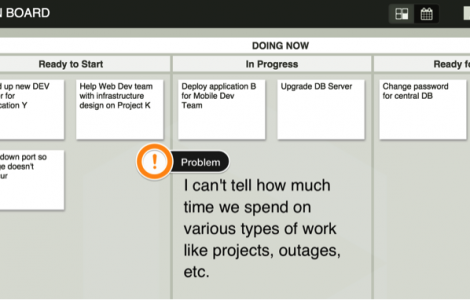 N BOARD
DOING NOW
Ready to Start
In Progress
Ready fo
d up new DEV
r for
cation Y
Help Web Dev team
with infrastructure
design on Project K
Deploy application B
for Mobile Dev
Team
Upgrade DB Server
Change password
for central DB
down port so
ge doesn't
ur
!
Problem
I can't tell how much
time we spend on
various types of work
like projects, outages,
etc.